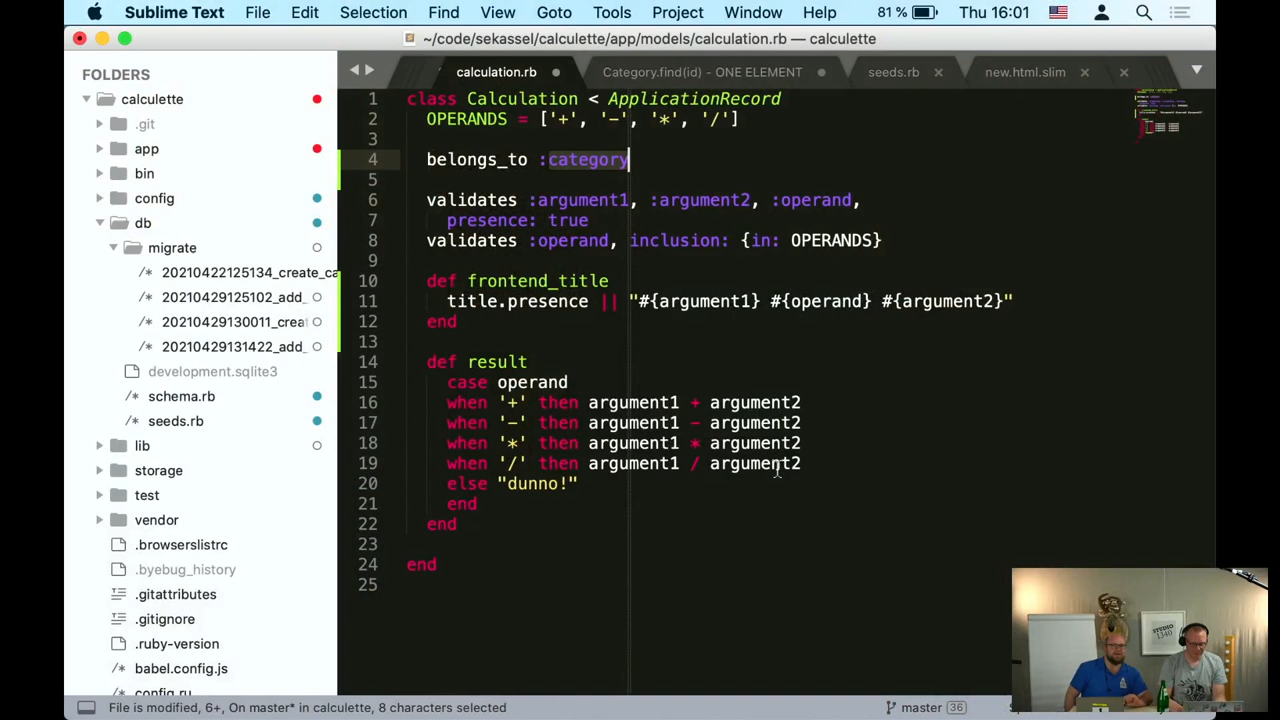 Sublime Text File Edit Selection Find View Goto Tools Project Window Help 81 % Thu 16:01
~/code/sekassel/calculette/app/models/calculation.rb — calculette
FOLDERS
calculette
.git
app
bin
config
db
migrate
20210422125134_create_ca
20210429125102_add_
20210429130011_crea
20210429131422_add_
development.sqlite3
schema.rb
seeds.rb
lib
storage
test
vendor
.browserslistrc
.byebug_history
.gitattributes
.gitignore
.ruby-version
babel.config.js
config.ru
calculation.rb Category.find(id) - ONE ELEMENT seeds.rb new.html.slim
1 class Calculation < ApplicationRecord
2 OPERANDS = ['+', '-', '*', '/']
3
4 belongs_to :category
5
6 validates :argument1, :argument2, :operand,
7 presence: true
8 validates :operand, inclusion: {in: OPERANDS}
9
10 def frontend_title
11 title.presence || "#{argument1} #{operand} #{argument2}"
12 end
13
14 def result
15 case operand
16 when '+' then argument1 + argument2
17 when '-' then argument1 - argument2
18 when '*' then argument1 * argument2
19 when '/' then argument1 / argument2
20 else "dunno!"
21 end
22 end
23
24 end
25
STUDIO
1340
File is modified, 6+, On master* in calculette, 8 characters selected master 36